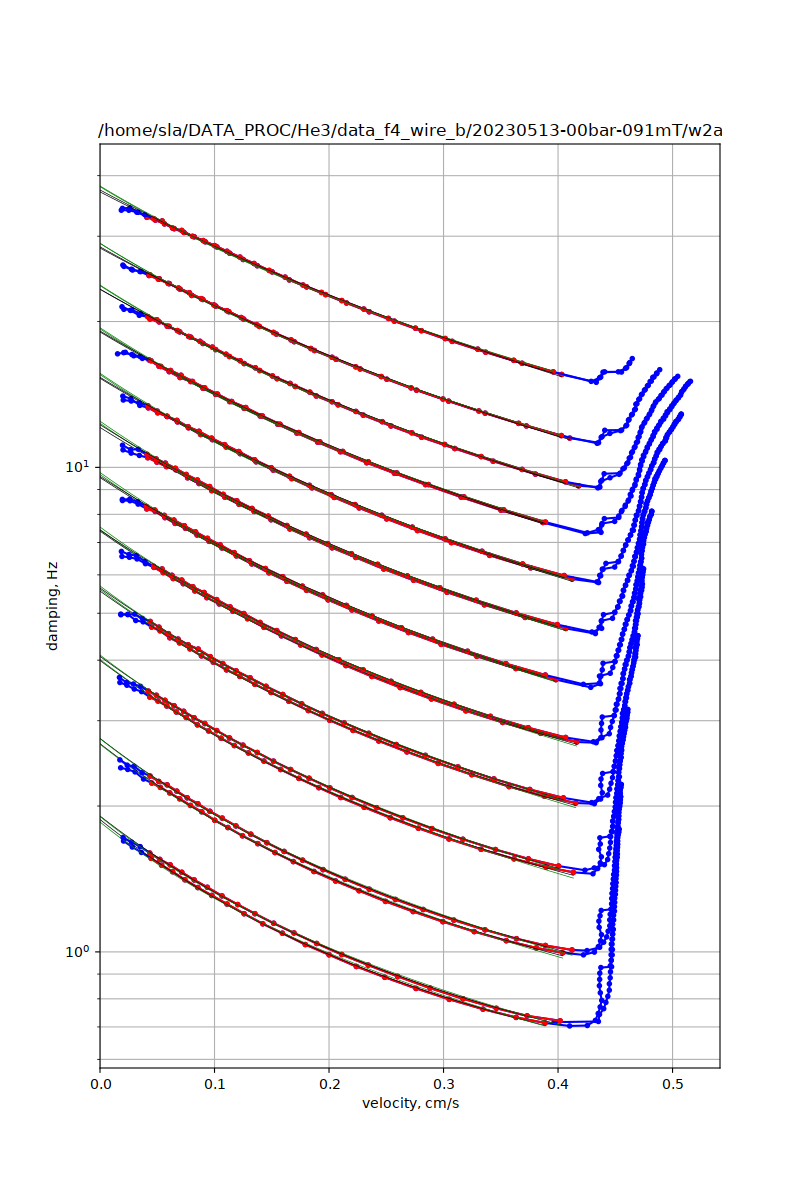 /home/sla/DATA_PROC/He3/data_f4_wire_b/20230513-00bar-091mT/w2a
damping, Hz
10¹
10⁰
0.0 0.1 0.2 0.3 0.4 0.5
velocity, cm/s